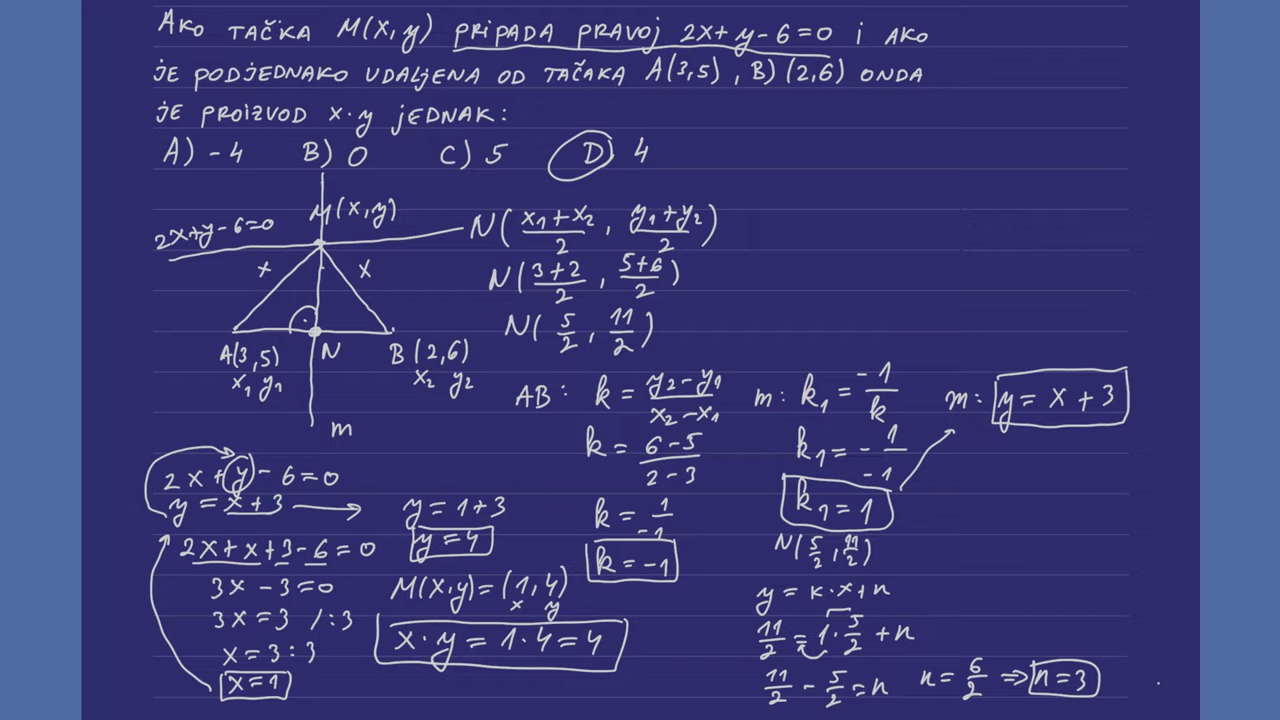 AKO TAČKA M(X,y) PRIPADA PRAVOJ 2X+y-6=0 i AKO
JE PODJEDNAKO UDALJENA OD TAČAKA A(3,5), B)(2,6) ONDA
JE PROIZVOD X·y JEDNAK:
A) -4 B) 0 C) 5 D) 4
2X+y-6=0
M(X,y)
x x
A(3,5) N B(2,6)
x₁ y₁ x₂ y₂
m
N(x₁+x₂/2, y₁+y₂/2)
N(3+2/2, 5+6/2)
N(5/2, 11/2)
AB: k = y₂-y₁/x₂-x₁
k = 6-5/2-3
k = 1/-1
k = -1
m: k₁ = -1/k
k₁ = -1/-1
k₁ = 1
N(5/2, 11/2)
y = k·x+n
11/2 = 1·5/2 + n
11/2 - 5/2 = n
n = 6/2 ⇒ n=3
m: y = x+3
2x+y-6=0
y = x+3
2x+x+3-6=0
3x-3=0
3x=3 /:3
x=3:3
x=1
y=1+3
y=4
M(x,y)=(1,4)
x y
x·y=1·4=4